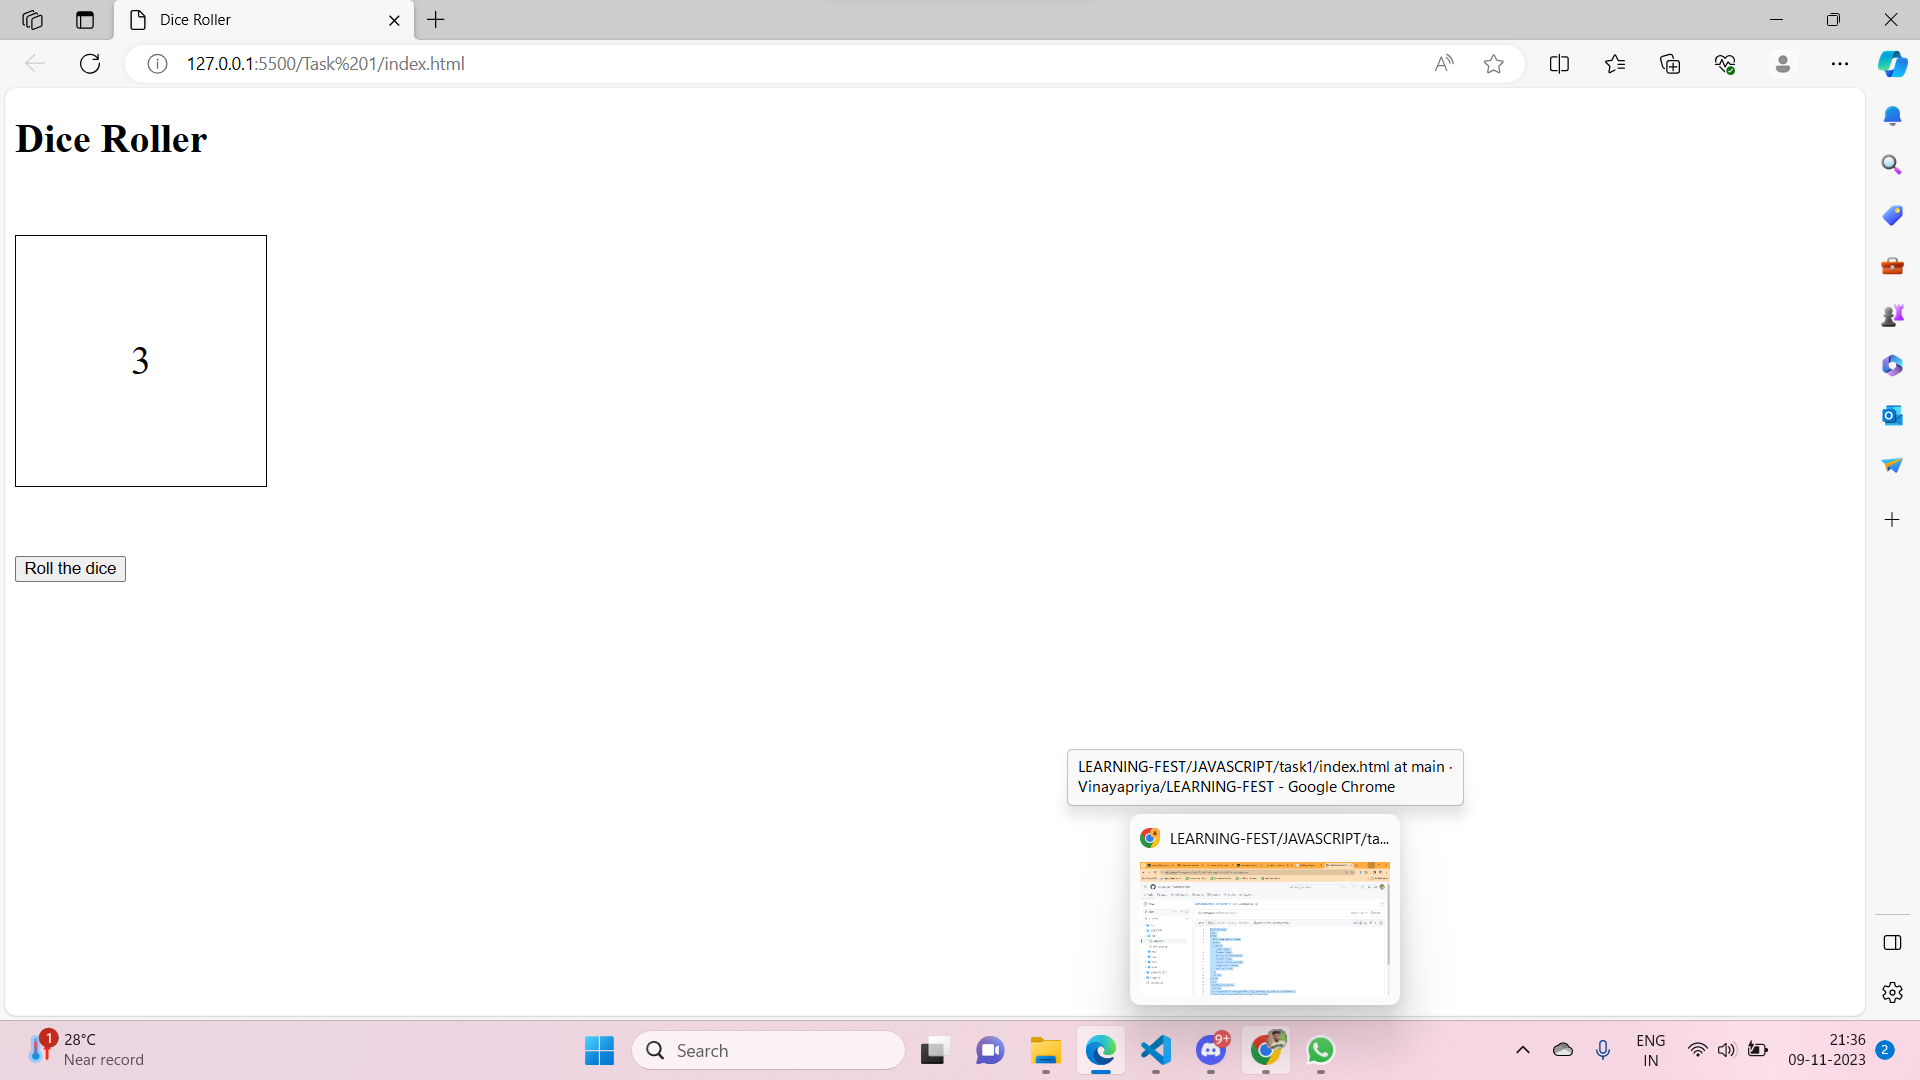 Dice Roller
127.0.0.1:5500/Task%201/index.html
Dice Roller
3
Roll the dice
LEARNING-FEST/JAVASCRIPT/task1/index.html at main ·
Vinayapriya/LEARNING-FEST - Google Chrome
LEARNING-FEST/JAVASCRIPT/ta...
1
28°C
Near record
Search
9+
ENG
IN
21:36
09-11-2023
2